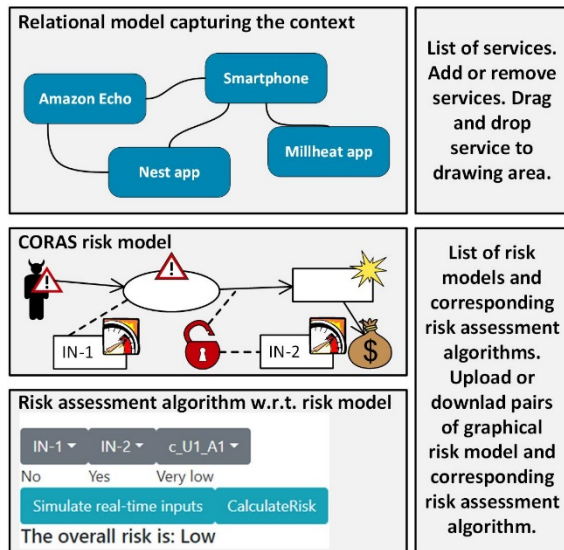 Relational model capturing the context
Amazon Echo
Smartphone
Nest app
Millheat app
List of services.
Add or remove
services. Drag
and drop
service to
drawing area.
CORAS risk model
!
!
IN-1
IN-2
$
List of risk
models and
corresponding
risk assessment
algorithms.
Upload or
downlad pairs
of graphical
risk model and
corresponding
risk assessment
algorithm.
Risk assessment algorithm w.r.t. risk model
IN-1 IN-2 c_U1_A1
No Yes Very low
Simulate real-time inputs CalculateRisk
The overall risk is: Low